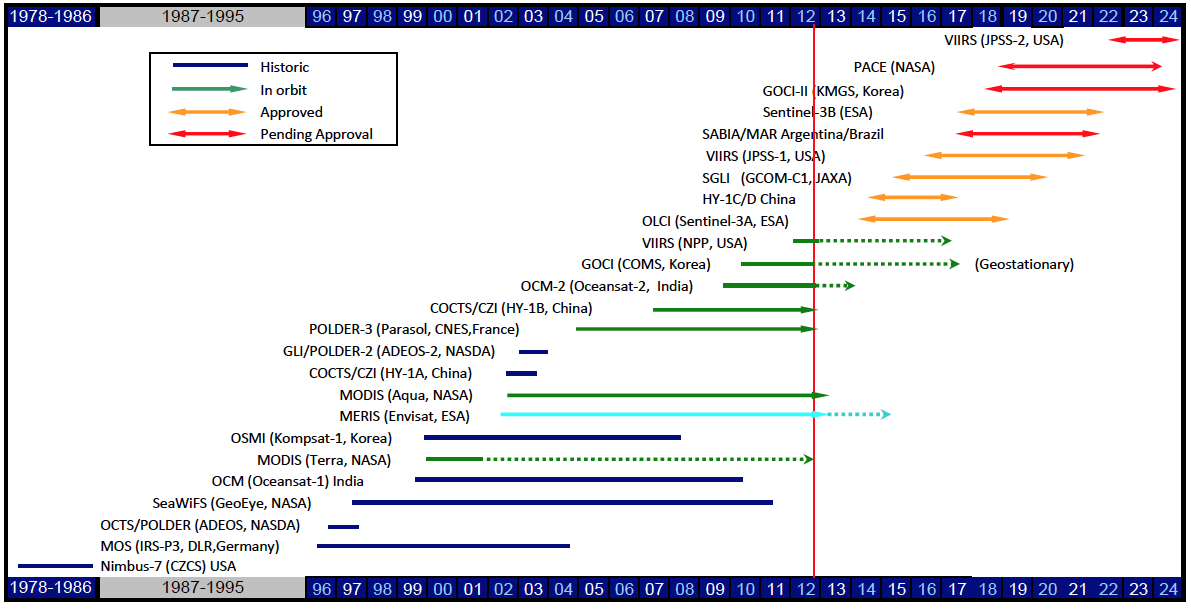 1978-1986 1987-1995 96 97 98 99 00 01 02 03 04 05 06 07 08 09 10 11 12 13 14 15 16 17 18 19 20 21 22 23 24
VIIRS (JPSS-2, USA)
Historic
PACE (NASA)
In orbit
GOCI-II (KMGS, Korea)
Approved
Sentinel-3B (ESA)
Pending Approval
SABIA/MAR Argentina/Brazil
VIIRS (JPSS-1, USA)
SGLI (GCOM-C1, JAXA)
HY-1C/D China
OLCI (Sentinel-3A, ESA)
VIIRS (NPP, USA)
GOCI (COMS, Korea) (Geostationary)
OCM-2 (Oceansat-2, India)
COCTS/CZI (HY-1B, China)
POLDER-3 (Parasol, CNES,France)
GLI/POLDER-2 (ADEOS-2, NASDA)
COCTS/CZI (HY-1A, China)
MODIS (Aqua, NASA)
MERIS (Envisat, ESA)
OSMI (Kompsat-1, Korea)
MODIS (Terra, NASA)
OCM (Oceansat-1) India
SeaWiFS (GeoEye, NASA)
OCTS/POLDER (ADEOS, NASDA)
MOS (IRS-P3, DLR,Germany)
Nimbus-7 (CZCS) USA
1978-1986 1987-1995 96 97 98 99 00 01 02 03 04 05 06 07 08 09 10 11 12 13 14 15 16 17 18 19 20 21 22 23 24